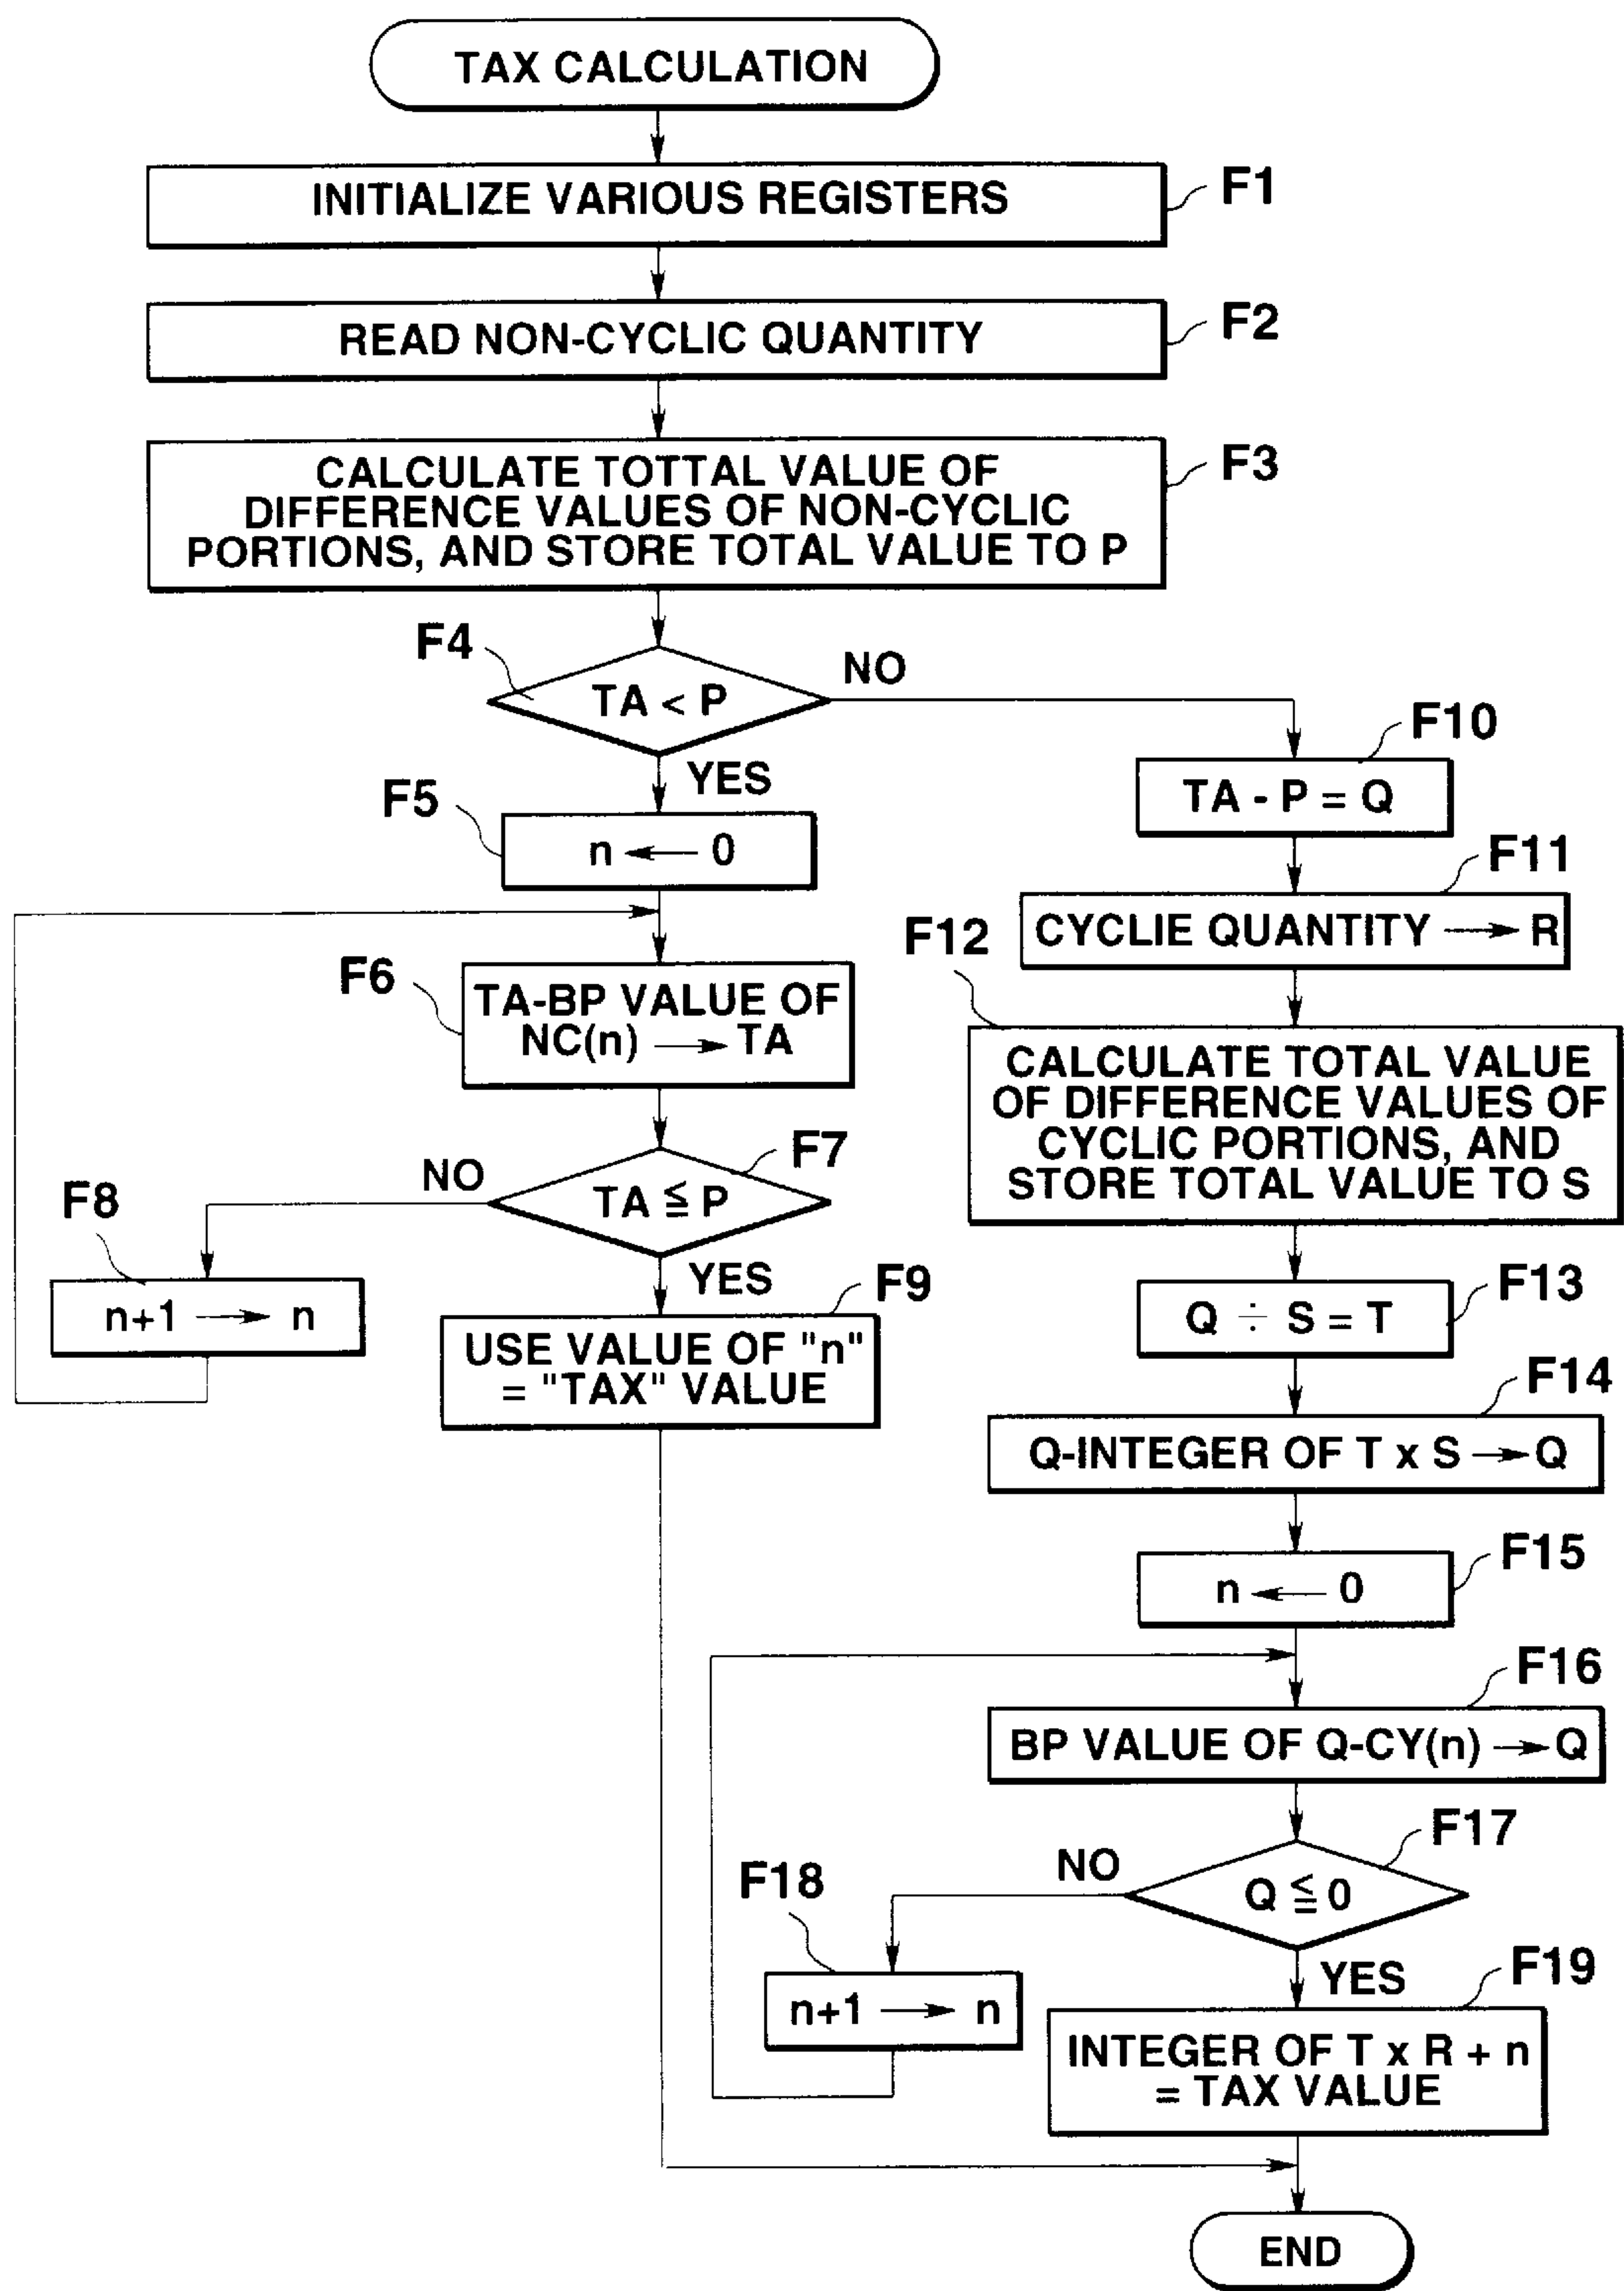 TAX CALCULATION
INITIALIZE VARIOUS REGISTERS
F1
READ NON-CYCLIC QUANTITY
F2
CALCULATE TOTTAL VALUE OF
DIFFERENCE VALUES OF NON-CYCLIC
PORTIONS, AND STORE TOTAL VALUE TO P
F3
F4
TA < P
NO
YES
F5
n ← 0
F6
TA-BP VALUE OF
NC(n) → TA
F7
TA ≦ P
NO
F8
n+1 → n
YES
F9
USE VALUE OF "n"
= "TAX" VALUE
F10
TA - P = Q
F11
CYCLIE QUANTITY → R
F12
CALCULATE TOTAL VALUE
OF DIFFERENCE VALUES OF
CYCLIC PORTIONS, AND
STORE TOTAL VALUE TO S
F13
Q ÷ S = T
F14
Q-INTEGER OF T x S → Q
F15
n ← 0
F16
BP VALUE OF Q-CY(n) → Q
F17
Q ≦ 0
NO
F18
n+1 → n
YES
F19
INTEGER OF T x R + n
= TAX VALUE
END